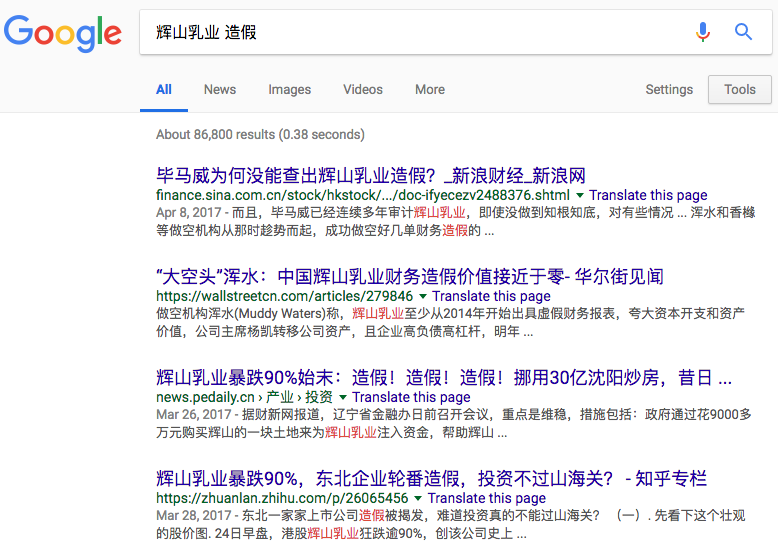 Google
辉山乳业 造假
All News Images Videos More Settings Tools
About 86,800 results (0.38 seconds)
毕马威为何没能查出辉山乳业造假？_新浪财经_新浪网
finance.sina.com.cn/stock/hkstock/.../doc-ifyecezv2488376.shtml Translate this page
Apr 8, 2017 - 而且，毕马威已经连续多年审计辉山乳业，即使没做到知根知底，对有些情况 ... 浑水和香橼
等做空机构从那时趁势而起，成功做空好几单财务造假的 ...
“大空头”浑水：中国辉山乳业财务造假价值接近于零- 华尔街见闻
https://wallstreetcn.com/articles/279846 Translate this page
做空机构浑水(Muddy Waters)称，辉山乳业至少从2014年开始出具虚假财务报表，夸大资本开支和资产
价值，公司主席杨凯转移公司资产，且企业高负债高杠杆，明年 ...
辉山乳业暴跌90%始末：造假！造假！造假！挪用30亿沈阳炒房，昔日 ...
news.pedaily.cn › 产业 › 投资 Translate this page
Mar 26, 2017 - 据财新网报道，辽宁省金融办日前召开会议，重点是维稳，措施包括：政府通过花9000多
万元购买辉山的一块土地来为辉山乳业注入资金，帮助辉山 ...
辉山乳业暴跌90%，东北企业轮番造假，投资不过山海关？ - 知乎专栏
https://zhuanlan.zhihu.com/p/26065456 Translate this page
Mar 28, 2017 - 东北一家家上市公司造假被揭发，难道投资真的不能过山海关？ （一）. 先看下这个壮观
的股价图. 24日早盘，港股辉山乳业狂跌逾90%，创该公司史上 ...